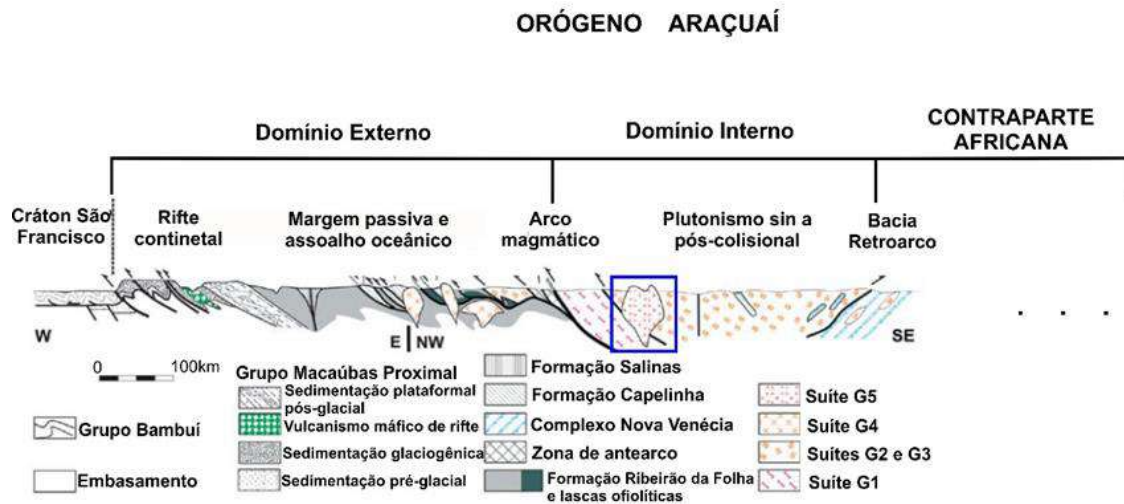 ORÓGENO ARAÇUAÍ
Domínio Externo
Domínio Interno
CONTRAPARTE
AFRICANA
Cráton São
Francisco
Rifte
continetal
Margem passiva e
assoalho oceânico
Arco
magmático
Plutonismo sin a
pós-colisional
Bacia
Retroarco
W
E
NW
SE
. . .
0 100km
Grupo Bambuí
Embasamento
Grupo Macaúbas Proximal
Sedimentação plataformal
pós-glacial
Vulcanismo máfico de rifte
Sedimentação glaciogênica
Sedimentação pré-glacial
Formação Salinas
Formação Capelinha
Complexo Nova Venécia
Zona de antearco
Formação Ribeirão da Folha
e lascas ofiolíticas
Suíte G5
Suíte G4
Suítes G2 e G3
Suíte G1